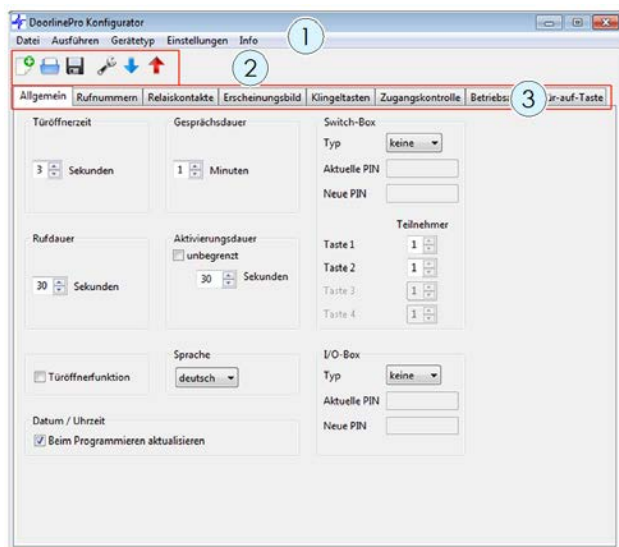 DoorlinePro Konfigurator
Datei Ausführen Gerätetyp Einstellungen Info
1
2
3
Allgemein Rufnummern Relaiskontakte Erscheinungsbild Klingeltasten Zugangskontrolle ür-auf-Taste
Türöffnerzeit
3 Sekunden
Gesprächsdauer
1 Minuten
Switch-Box
Typ keine
Aktuelle PIN
Neue PIN
Teilnehmer
Taste 1 1
Taste 2 1
Taste 3 1
Taste 4 1
Rufdauer
30 Sekunden
Aktivierungsdauer
unbegrenzt
30 Sekunden
Türöffnerfunktion
Sprache
deutsch
I/O-Box
Typ keine
Aktuelle PIN
Neue PIN
Datum / Uhrzeit
Beim Programmieren aktualisieren